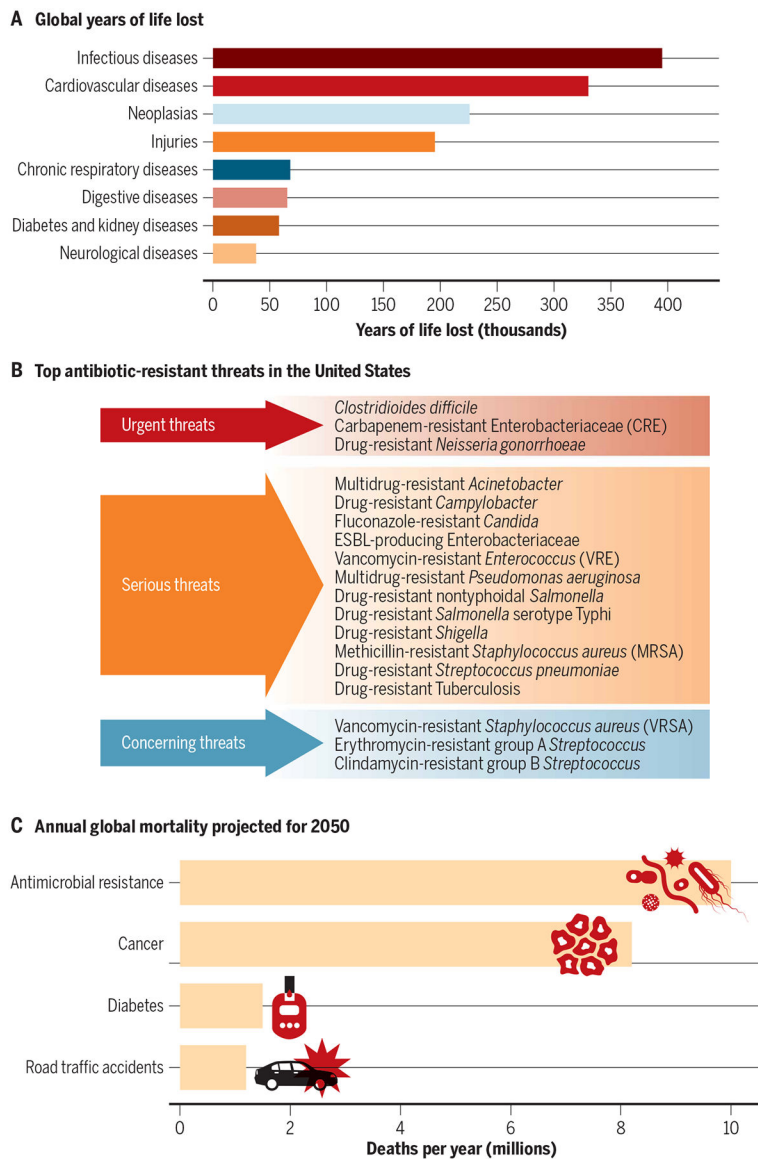 A Global years of life lost
Infectious diseases
Cardiovascular diseases
Neoplasias
Injuries
Chronic respiratory diseases
Digestive diseases
Diabetes and kidney diseases
Neurological diseases
0 50 100 150 200 250 300 350 400
Years of life lost (thousands)
B Top antibiotic-resistant threats in the United States
Urgent threats
Clostridioides difficile
Carbapenem-resistant Enterobacteriaceae (CRE)
Drug-resistant Neisseria gonorrhoeae
Serious threats
Multidrug-resistant Acinetobacter
Drug-resistant Campylobacter
Fluconazole-resistant Candida
ESBL-producing Enterobacteriaceae
Vancomycin-resistant Enterococcus (VRE)
Multidrug-resistant Pseudomonas aeruginosa
Drug-resistant nontyphoidal Salmonella
Drug-resistant Salmonella serotype Typhi
Drug-resistant Shigella
Methicillin-resistant Staphylococcus aureus (MRSA)
Drug-resistant Streptococcus pneumoniae
Drug-resistant Tuberculosis
Concerning threats
Vancomycin-resistant Staphylococcus aureus (VRSA)
Erythromycin-resistant group A Streptococcus
Clindamycin-resistant group B Streptococcus
C Annual global mortality projected for 2050
Antimicrobial resistance
Cancer
Diabetes
Road traffic accidents
0 2 4 6 8 10
Deaths per year (millions)